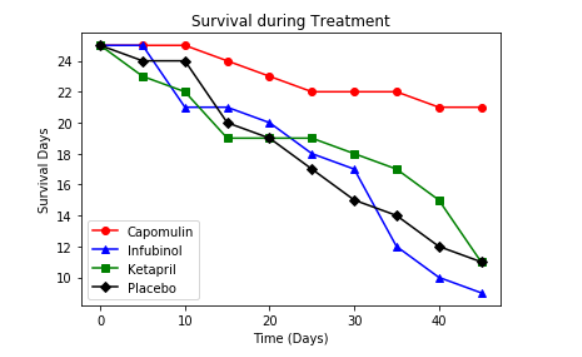 Survival during Treatment
Survival Days
24
22
20
18
16
14
12
10
Capomulin
Infubinol
Ketapril
Placebo
0
10
20
30
40
Time (Days)